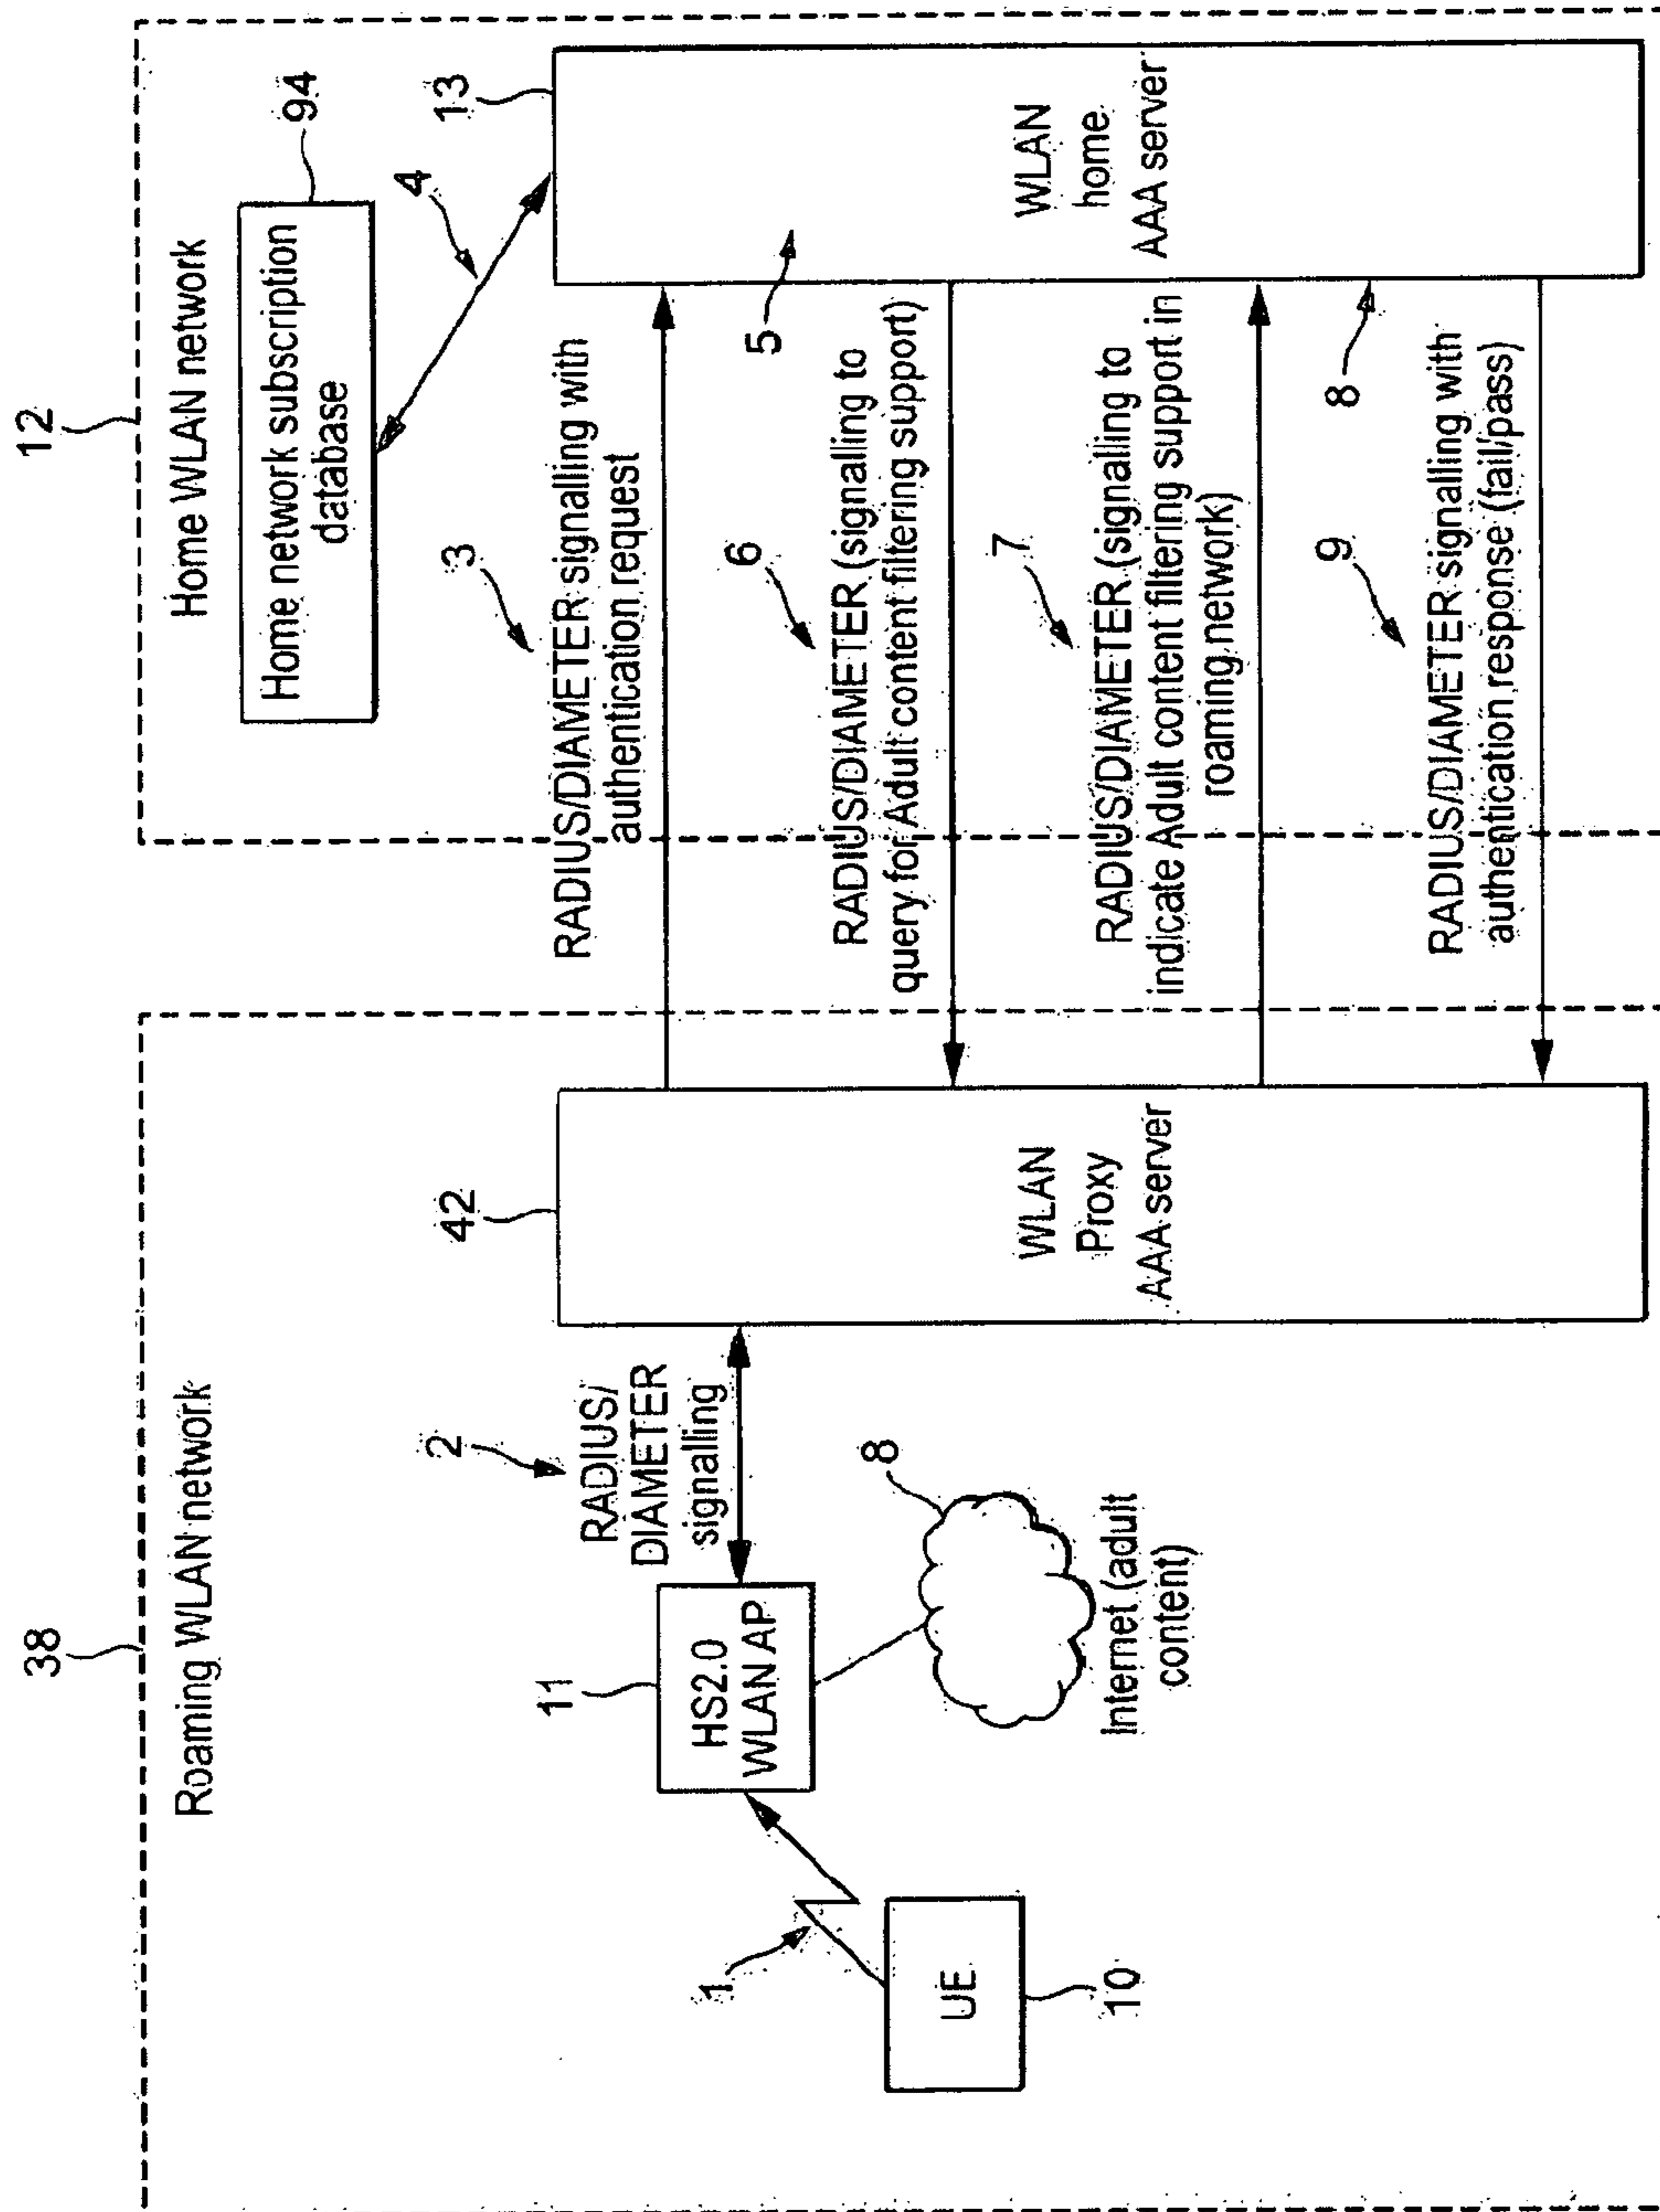 38
Roaming WLAN network
12
Home WLAN network
Home network subscription
database
94
4
13
WLAN
home
AAA server
5
8
3
RADIUS/DIAMETER signalling with
authentication request
6
RADIUS/DIAMETER (signalling to
query for Adult content filtering support)
7
RADIUS/DIAMETER (signalling to
indicate Adult content filtering support in
roaming network)
9
RADIUS/DIAMETER signalling with
authentication response (fail/pass)
42
WLAN
Proxy
AAA server
2
RADIUS/
DIAMETER
signalling
11
HS2.0
WLAN AP
8
Internet (adult
content)
1
UE
10